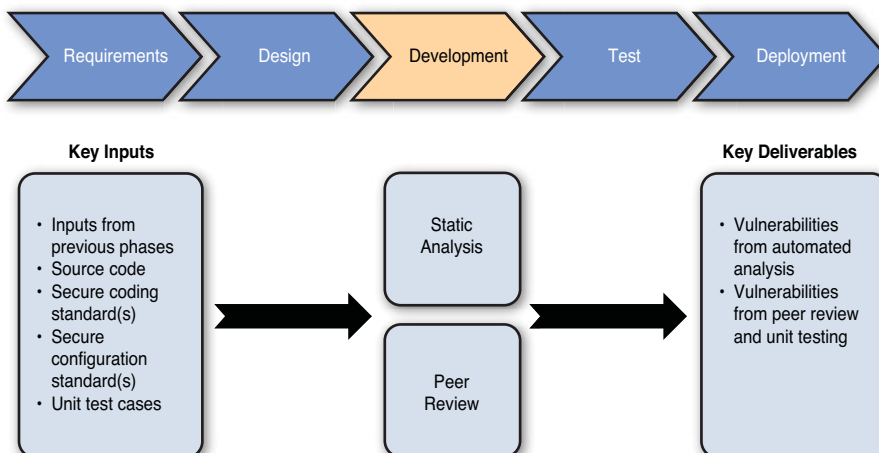 Requirements
Design
Development
Test
Deployment
Key Inputs
• Inputs from
previous phases
• Source code
• Secure coding
standard(s)
• Secure
configuration
standard(s)
• Unit test cases
Static
Analysis
Peer
Review
Key Deliverables
• Vulnerabilities
from automated
analysis
• Vulnerabilities
from peer review
and unit testing